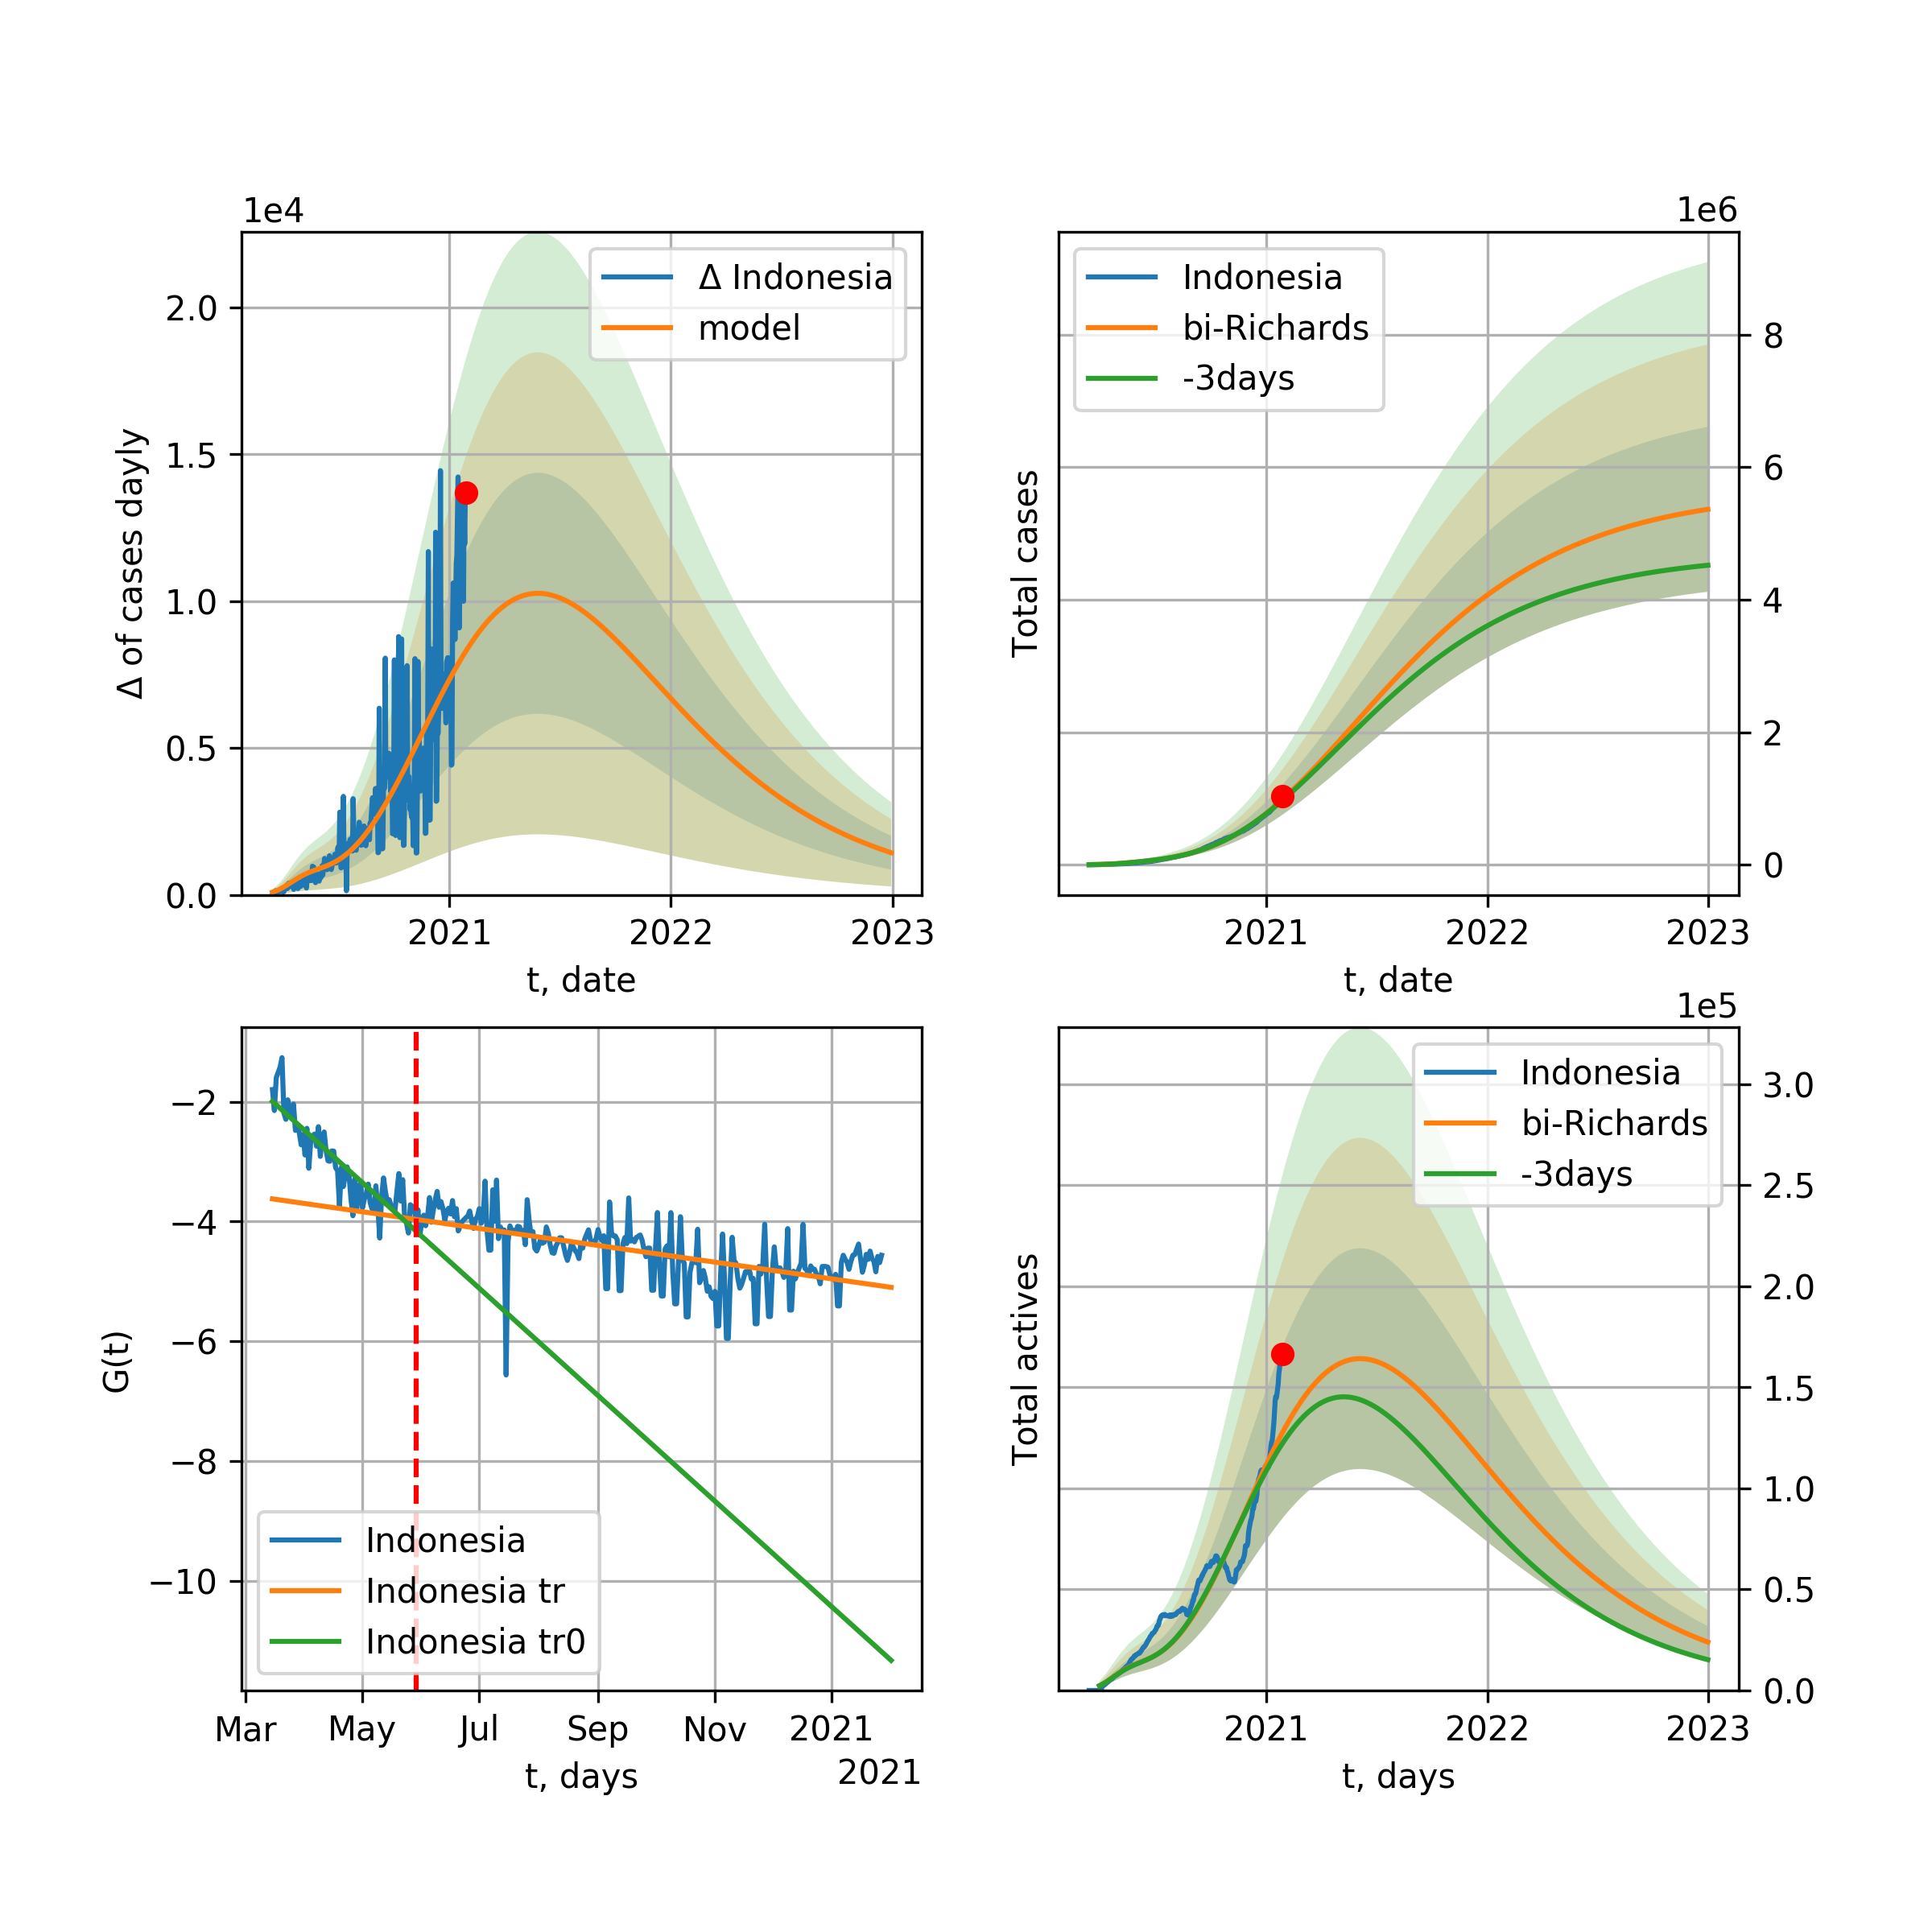 1e4
Δ of cases dayly
2.0
1.5
1.0
0.5
0.0
Δ Indonesia
model
2021 2022 2023
t, date
1e6
Total cases
Indonesia
bi-Richards
-3days
8
6
4
2
0
2021 2022 2023
t, date
G(t)
−2
−4
−6
−8
−10
Indonesia
Indonesia tr
Indonesia tr0
Mar May Jul Sep Nov 2021
t, days
2021
1e5
Total actives
Indonesia
bi-Richards
-3days
3.0
2.5
2.0
1.5
1.0
0.5
0.0
2021 2022 2023
t, days